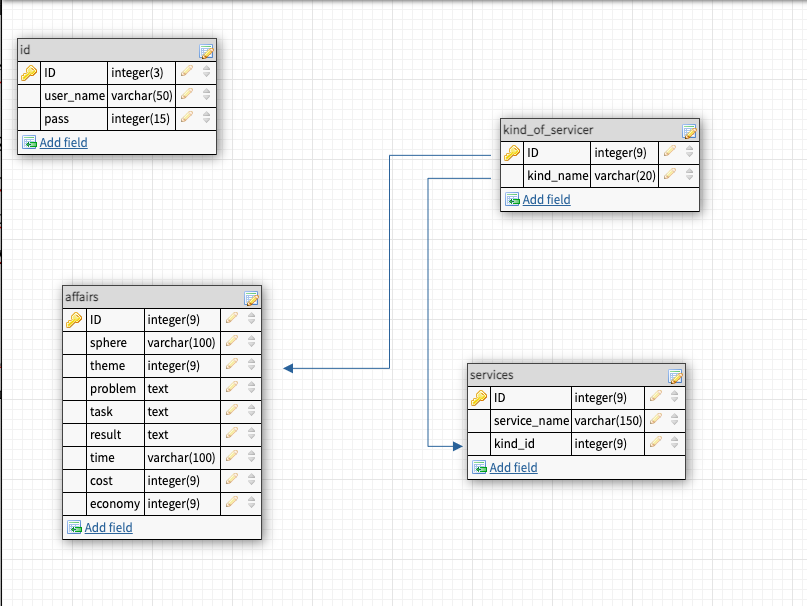 id
ID integer(3)
user_name varchar(50)
pass integer(15)
Add field
kind_of_servicer
ID integer(9)
kind_name varchar(20)
Add field
affairs
ID integer(9)
sphere varchar(100)
theme integer(9)
problem text
task text
result text
time varchar(100)
cost integer(9)
economy integer(9)
Add field
services
ID integer(9)
service_name varchar(150)
kind_id integer(9)
Add field